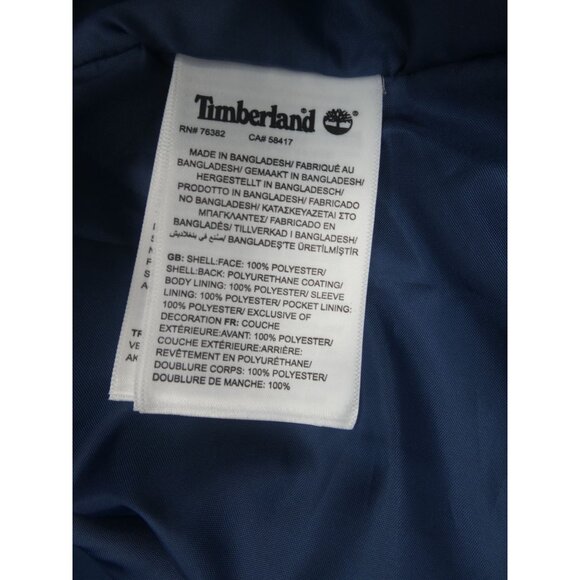 Timberland
RN# 76382 CA# 58417
MADE IN BANGLADESH/ FABRIQUÉ AU
BANGLADESH/ GEMAAKT IN BANGLADESH/
HERGESTELLT IN BANGLADESCH/
PRODOTTO IN BANGLADESH/ FABRICADO
NO BANGLADESH/ ΚΑΤΑΣΚΕΥΑΖΕΤΑΙ ΣΤΟ
ΜΠΑΓΚΛΑΝΤΕΣ/ FABRICADO EN
BANGLADÉS/ TILLVERKAD I BANGLADESH/
صنع في بنغلاديش/ BANGLADEŞ'TE ÜRETİLMİŞTİR
GB: SHELL:FACE: 100% POLYESTER/
SHELL:BACK: POLYURETHANE COATING/
BODY LINING: 100% POLYESTER/ SLEEVE
LINING: 100% POLYESTER/ POCKET LINING:
100% POLYESTER/ EXCLUSIVE OF
DECORATION FR: COUCHE
EXTÉRIEURE:AVANT: 100% POLYESTER/
COUCHE EXTÉRIEURE:ARRIÈRE:
REVÊTEMENT EN POLYURÉTHANE/
DOUBLURE CORPS: 100% POLYESTER/
DOUBLURE DE MANCHE: 100%